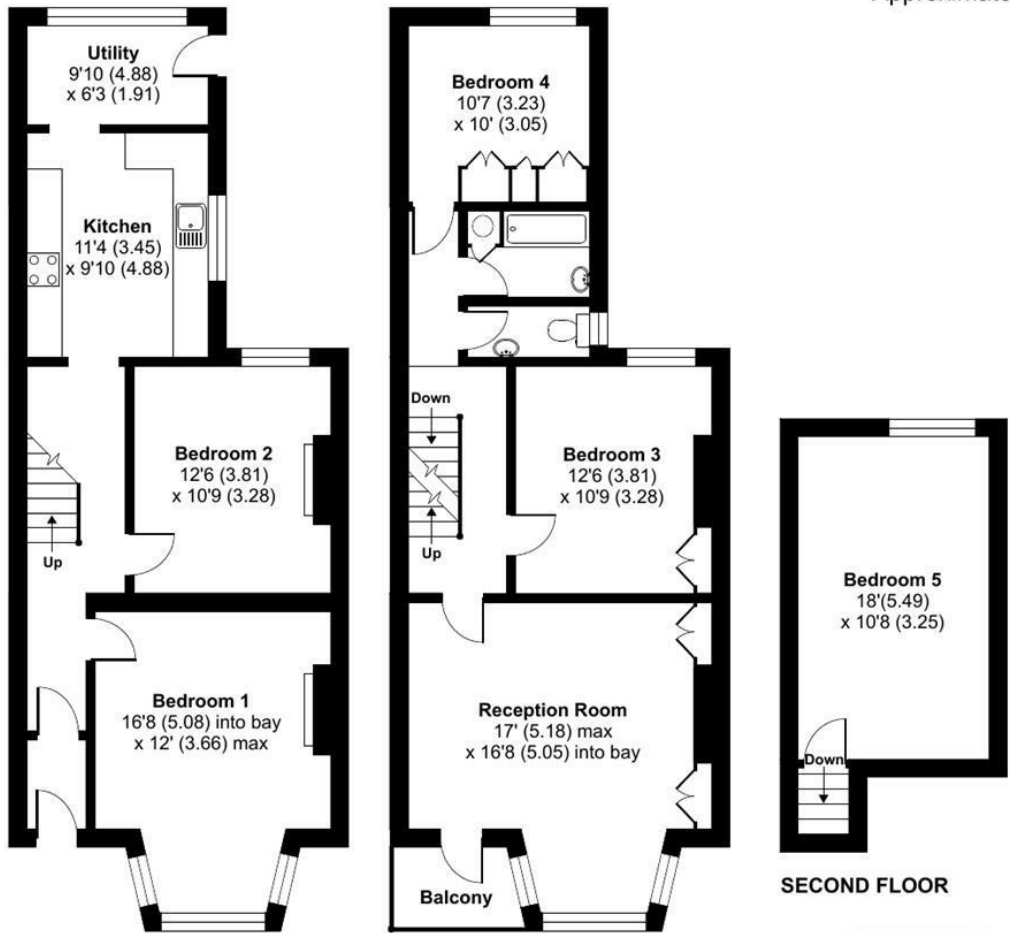 Utility
9'10 (4.88)
x 6'3 (1.91)
Kitchen
11'4 (3.45)
x 9'10 (4.88)
Bedroom 2
12'6 (3.81)
x 10'9 (3.28)
Up
Bedroom 1
16'8 (5.08) into bay
x 12' (3.66) max
Bedroom 4
10'7 (3.23)
x 10' (3.05)
Down
Up
Bedroom 3
12'6 (3.81)
x 10'9 (3.28)
Reception Room
17' (5.18) max
x 16'8 (5.05) into bay
Balcony
Bedroom 5
18'(5.49)
x 10'8 (3.25)
Down
SECOND FLOOR